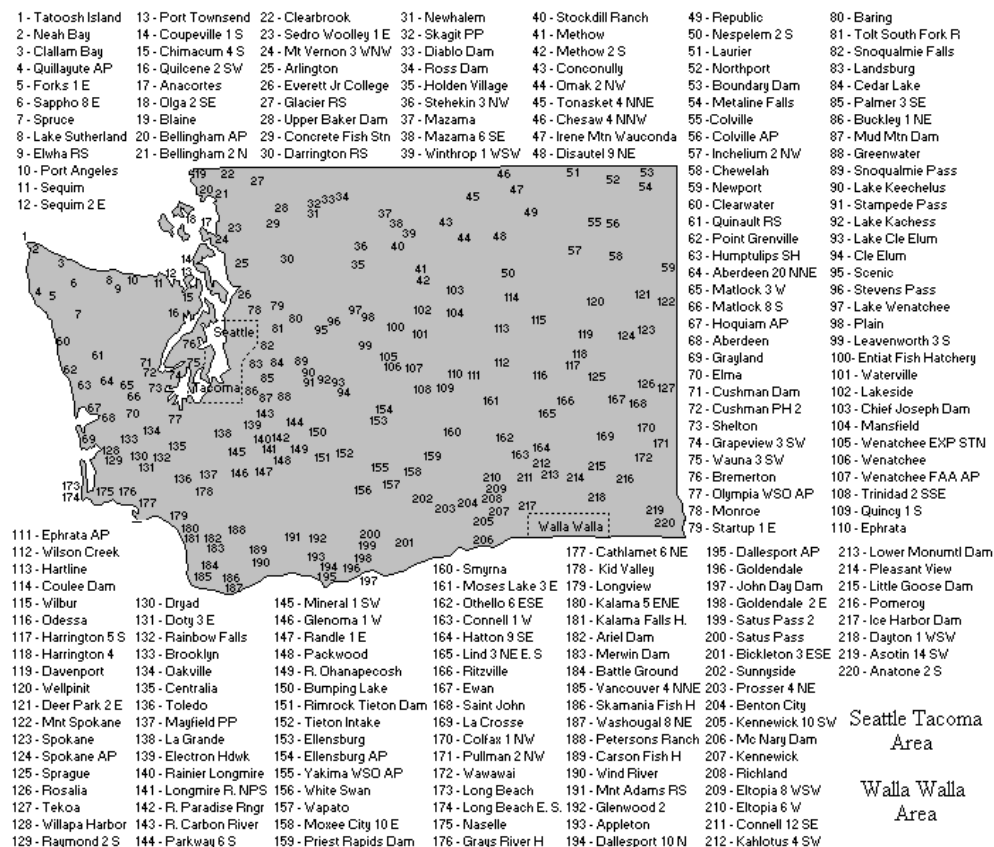 1 - Tatoosh Island
2 - Neah Bay
3 - Clallam Bay
4 - Quillayute AP
5 - Forks 1 E
6 - Sappho 8 E
7 - Spruce
8 - Lake Sutherland
9 - Elwha RS
10 - Port Angeles
11 - Sequim
12 - Sequim 2 E
13 - Port Townsend
14 - Coupeville 1 S
15 - Chimacum 4 S
16 - Quilcene 2 SW
17 - Anacortes
18 - Olga 2 SE
19 - Blaine
20 - Bellingham AP
21 - Bellingham 2 N
22 - Clearbrook
23 - Sedro Woolley 1 E
24 - Mt Vernon 3 WNW
25 - Arlington
26 - Everett Jr College
27 - Glacier RS
28 - Upper Baker Dam
29 - Concrete Fish Stn
30 - Darrington RS
31 - Newhalem
32 - Skagit PP
33 - Diablo Dam
34 - Ross Dam
35 - Holden Village
36 - Stehekin 3 NW
37 - Mazama
38 - Mazama 6 SE
39 - Winthrop 1 WSW
40 - Stockdill Ranch
41 - Methow
42 - Methow 2 S
43 - Conconully
44 - Omak 2 NW
45 - Tonasket 4 NNE
46 - Chesaw 4 NNW
47 - Irene Mtn Wauconda
48 - Disautel 9 NE
49 - Republic
50 - Nespelem 2 S
51 - Laurier
52 - Northport
53 - Boundary Dam
54 - Metaline Falls
55 - Colville
56 - Colville AP
57 - Inchelium 2 NW
58 - Chewelah
59 - Newport
60 - Clearwater
61 - Quinault RS
62 - Point Grenville
63 - Humptulips SH
64 - Aberdeen 20 NNE
65 - Matlock 3 W
66 - Matlock 8 S
67 - Hoquiam AP
68 - Aberdeen
69 - Grayland
70 - Elma
71 - Cushman Dam
72 - Cushman PH 2
73 - Shelton
74 - Grapeview 3 SW
75 - Wauna 3 SW
76 - Bremerton
77 - Olympia WSO AP
78 - Monroe
79 - Startup 1 E
80 - Baring
81 - Tolt South Fork R
82 - Snoqualmie Falls
83 - Landsburg
84 - Cedar Lake
85 - Palmer 3 SE
86 - Buckley 1 NE
87 - Mud Mtn Dam
88 - Greenwater
89 - Snoqualmie Pass
90 - Lake Keechelus
91 - Stampede Pass
92 - Lake Kachess
93 - Lake Cle Elum
94 - Cle Elum
95 - Scenic
96 - Stevens Pass
97 - Lake Wenatchee
98 - Plain
99 - Leavenworth 3 S
100- Entiat Fish Hatchery
101 - Waterville
102 - Lakeside
103 - Chief Joseph Dam
104 - Mansfield
105 - Wenatchee EXP STN
106 - Wenatchee
107 - Wenatchee FAA AP
108 - Trinidad 2 SSE
109 - Quincy 1 S
110 - Ephrata
Seattle
Tacoma
Walla Walla
111 - Ephrata AP
112 - Wilson Creek
113 - Hartline
114 - Coulee Dam
115 - Wilbur
116 - Odessa
117 - Harrington 5 S
118 - Harrington 4
119 - Davenport
120 - Wellpinit
121 - Deer Park 2 E
122 - Mnt Spokane
123 - Spokane
124 - Spokane AP
125 - Sprague
126 - Rosalia
127 - Tekoa
128 - Willapa Harbor
129 - Raymond 2 S
130 - Dryad
131 - Doty 3 E
132 - Rainbow Falls
133 - Brooklyn
134 - Oakville
135 - Centralia
136 - Toledo
137 - Mayfield PP
138 - La Grande
139 - Electron Hdwk
140 - Rainier Longmire
141 - Longmire R. NPS
142 - R. Paradise Rngr
143 - R. Carbon River
144 - Parkway 6 S
145 - Mineral 1 SW
146 - Glenoma 1 W
147 - Randle 1 E
148 - Packwood
149 - R. Ohanapecosh
150 - Bumping Lake
151 - Rimrock Tieton Dam
152 - Tieton Intake
153 - Ellensburg
154 - Ellensburg AP
155 - Yakima WSO AP
156 - White Swan
157 - Wapato
158 - Moxee City 10 E
159 - Priest Rapids Dam
160 - Smyrna
161 - Moses Lake 3 E
162 - Othello 6 ESE
163 - Connell 1 W
164 - Hatton 9 SE
165 - Lind 3 NE E. S
166 - Ritzville
167 - Ewan
168 - Saint John
169 - La Crosse
170 - Colfax 1 NW
171 - Pullman 2 NW
172 - Wawawai
173 - Long Beach
174 - Long Beach E. S.
175 - Naselle
176 - Grays River H
177 - Cathlamet 6 NE
178 - Kid Valley
179 - Longview
180 - Kalama 5 ENE
181 - Kalama Falls H.
182 - Ariel Dam
183 - Merwin Dam
184 - Battle Ground
185 - Vancouver 4 NNE
186 - Skamania Fish H
187 - Washougal 8 NE
188 - Petersons Ranch
189 - Carson Fish H
190 - Wind River
191 - Mnt Adams RS
192 - Glenwood 2
193 - Appleton
194 - Dallesport 10 N
195 - Dallesport AP
196 - Goldendale
197 - John Day Dam
198 - Goldendale 2 E
199 - Satus Pass 2
200 - Satus Pass
201 - Bickleton 3 ESE
202 - Sunnyside
203 - Prosser 4 NE
204 - Benton City
205 - Kennewick 10 SW
206 - Mc Nary Dam
207 - Kennewick
208 - Richland
209 - Eltopia 8 WSW
210 - Eltopia 6 W
211 - Connell 12 SE
212 - Kahlotus 4 SW
213 - Lower Monumtl Dam
214 - Pleasant View
215 - Little Goose Dam
216 - Pomeroy
217 - Ice Harbor Dam
218 - Dayton 1 WSW
219 - Asotin 14 SW
220 - Anatone 2 S
Seattle Tacoma
Area
Walla Walla
Area